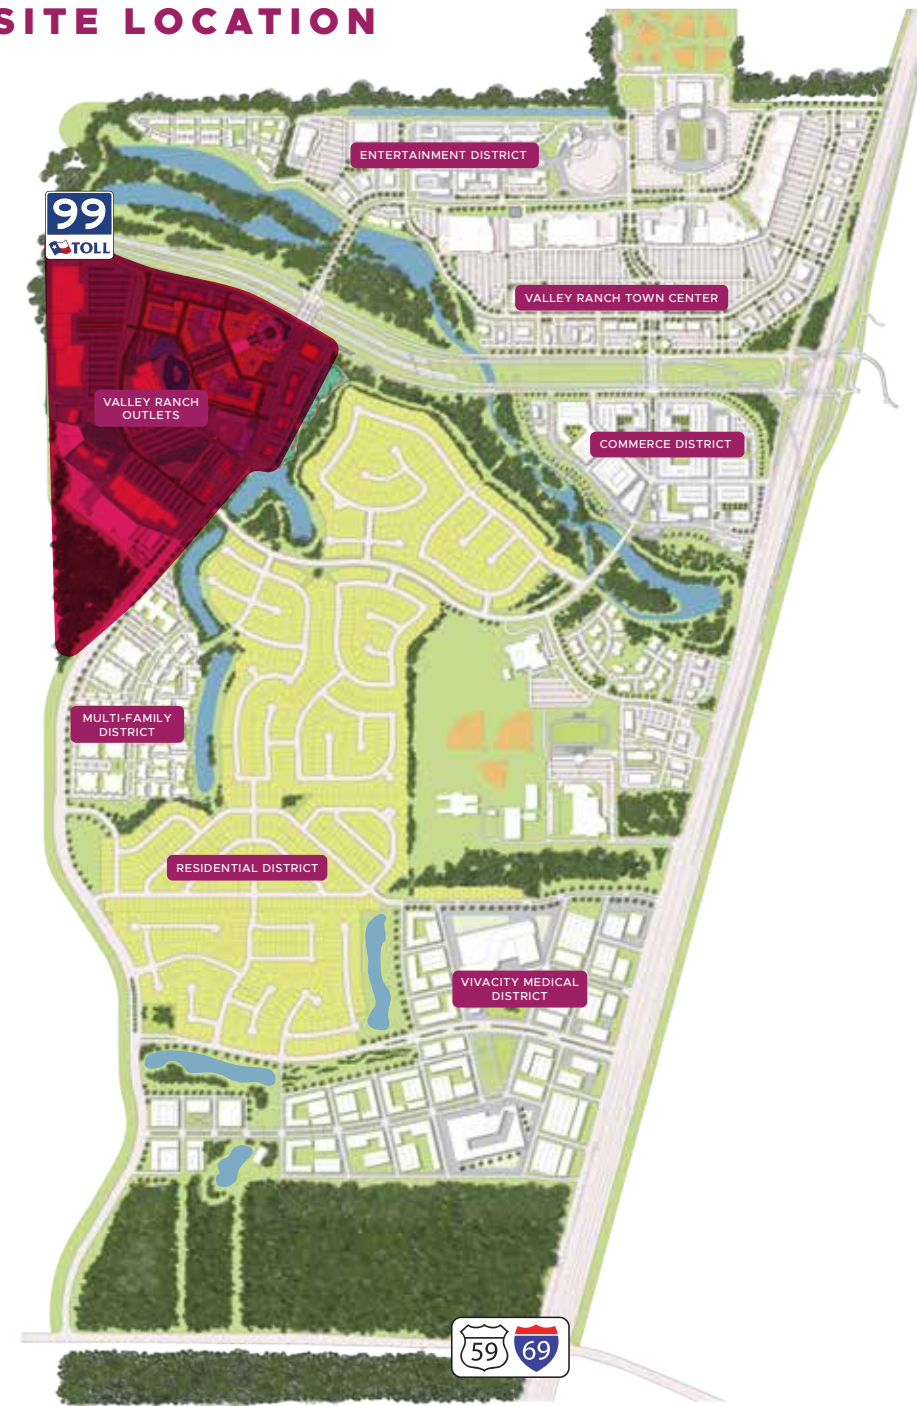 SITE LOCATION
ENTERTAINMENT DISTRICT
99
TOLL
VALLEY RANCH TOWN CENTER
VALLEY RANCH
OUTLETS
COMMERCE DISTRICT
MULTI-FAMILY
DISTRICT
RESIDENTIAL DISTRICT
VIVACITY MEDICAL
DISTRICT
59 69